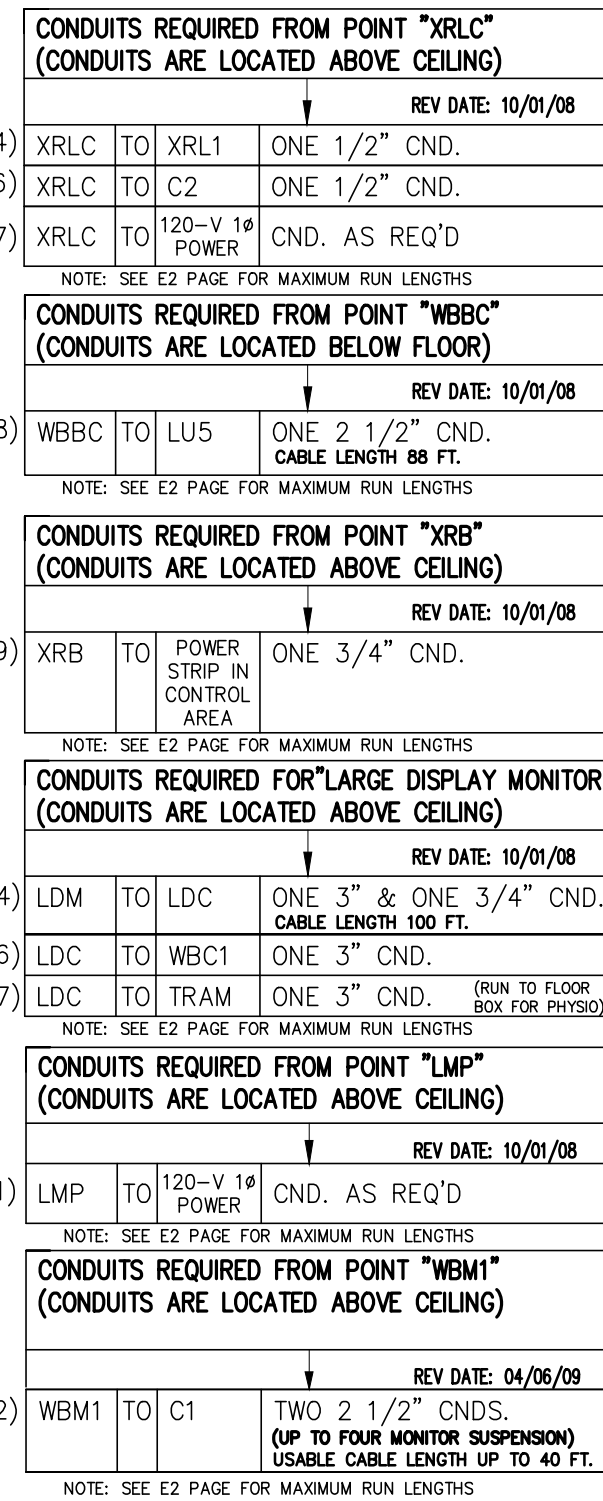 CONDUITS REQUIRED FROM POINT "XRLC"
(CONDUITS ARE LOCATED ABOVE CEILING)
REV DATE: 10/01/08
4) XRLC TO XRL1 ONE 1/2" CND.
6) XRLC TO C2 ONE 1/2" CND.
7) XRLC TO 120-V 1ø POWER CND. AS REQ'D
NOTE: SEE E2 PAGE FOR MAXIMUM RUN LENGTHS
CONDUITS REQUIRED FROM POINT "WBBC"
(CONDUITS ARE LOCATED BELOW FLOOR)
REV DATE: 10/01/08
8) WBBC TO LU5 ONE 2 1/2" CND.
CABLE LENGTH 88 FT.
NOTE: SEE E2 PAGE FOR MAXIMUM RUN LENGTHS
CONDUITS REQUIRED FROM POINT "XRB"
(CONDUITS ARE LOCATED ABOVE CEILING)
REV DATE: 10/01/08
9) XRB TO POWER ONE 3/4" CND.
STRIP IN
CONTROL
AREA
NOTE: SEE E2 PAGE FOR MAXIMUM RUN LENGTHS
CONDUITS REQUIRED FOR"LARGE DISPLAY MONITOR
(CONDUITS ARE LOCATED ABOVE CEILING)
REV DATE: 10/01/08
4) LDM TO LDC ONE 3" & ONE 3/4" CND.
CABLE LENGTH 100 FT.
6) LDC TO WBC1 ONE 3" CND.
7) LDC TO TRAM ONE 3" CND. (RUN TO FLOOR
BOX FOR PHYSIO)
NOTE: SEE E2 PAGE FOR MAXIMUM RUN LENGTHS
CONDUITS REQUIRED FROM POINT "LMP"
(CONDUITS ARE LOCATED ABOVE CEILING)
REV DATE: 10/01/08
1) LMP TO 120-V 1ø POWER CND. AS REQ'D
NOTE: SEE E2 PAGE FOR MAXIMUM RUN LENGTHS
CONDUITS REQUIRED FROM POINT "WBM1"
(CONDUITS ARE LOCATED ABOVE CEILING)
REV DATE: 04/06/09
2) WBM1 TO C1 TWO 2 1/2" CNDS.
(UP TO FOUR MONITOR SUSPENSION)
USABLE CABLE LENGTH UP TO 40 FT.
NOTE: SEE E2 PAGE FOR MAXIMUM RUN LENGTHS